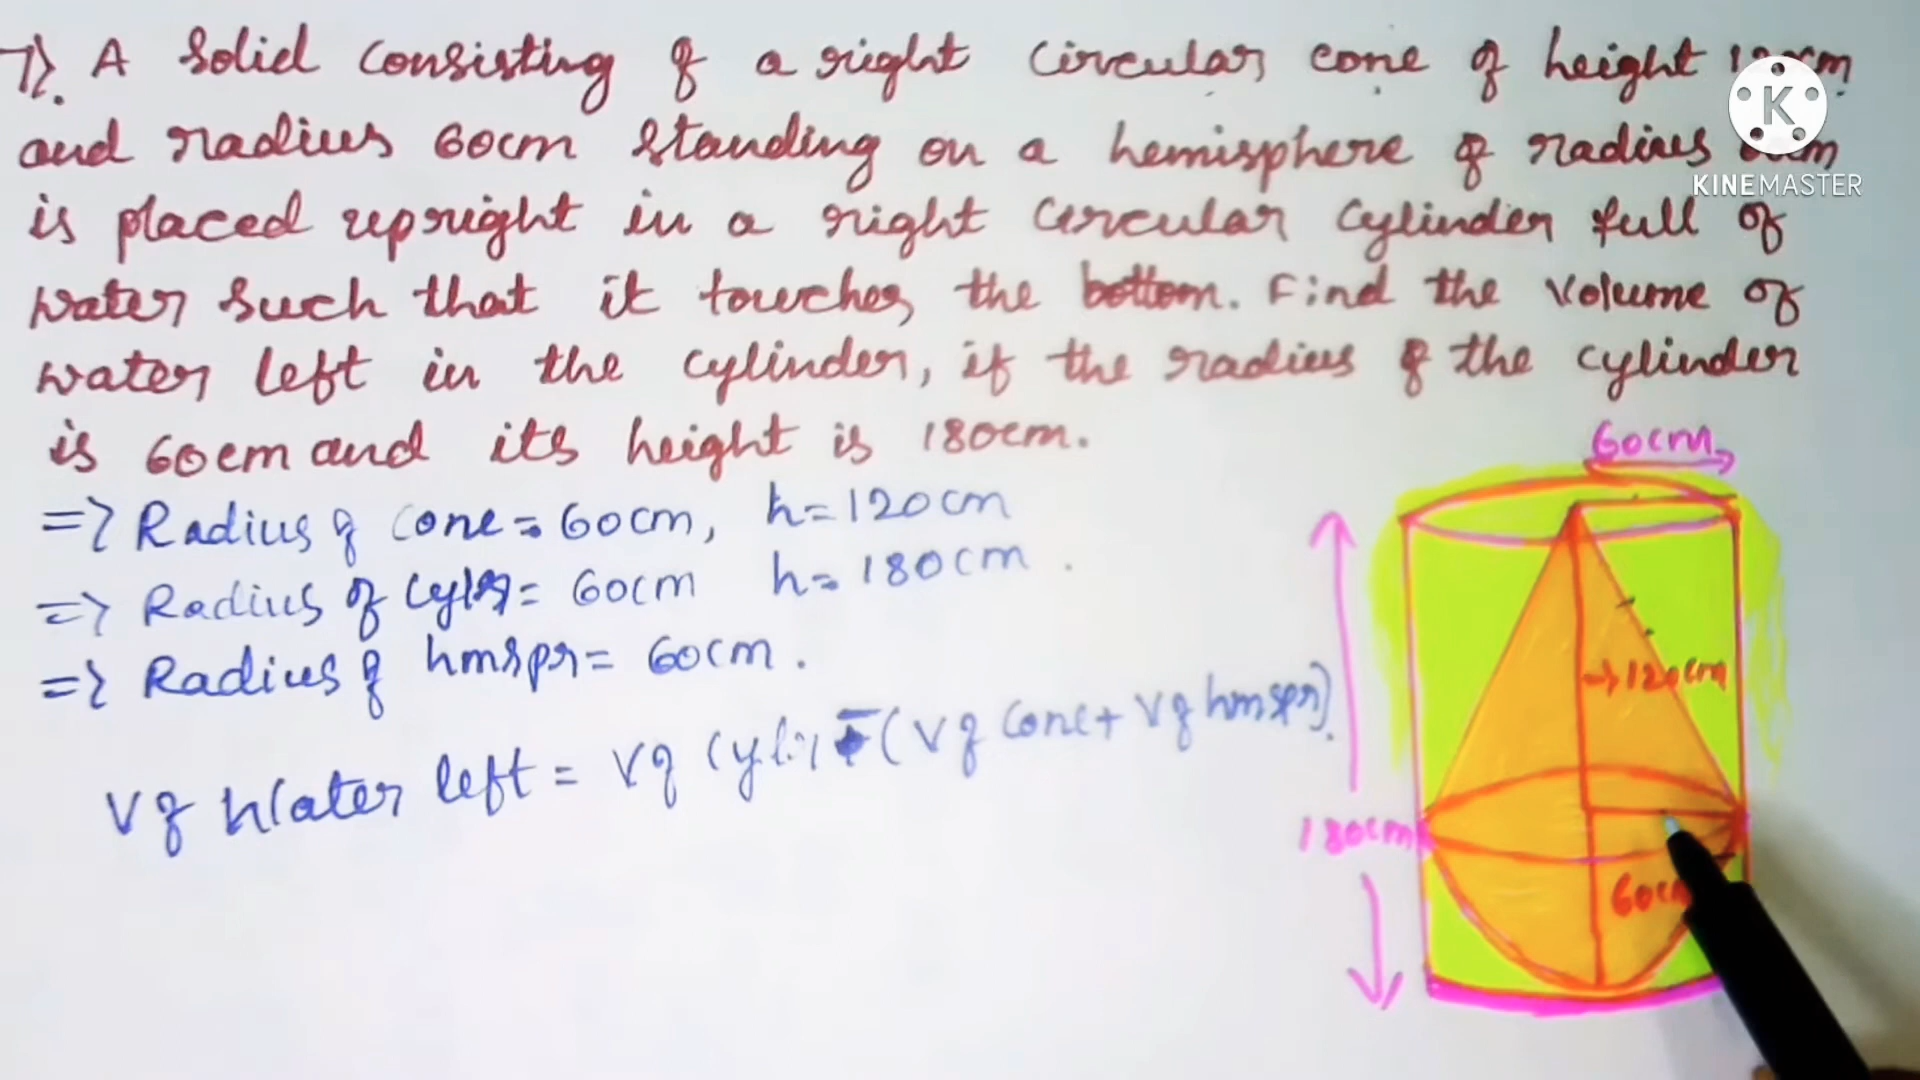 7). A solid consisting of a right circular cone of height 120cm
and radius 60cm standing on a hemisphere of radius 60cm
is placed upright in a right circular cylinder full of
water such that it touches the bottom. Find the volume of
water left in the cylinder, if the radius of the cylinder
is 60cm and its height is 180cm.
=> Radius of Cone = 60cm, h=120cm
=> Radius of Cylr = 60cm h=180cm.
=> Radius of hmspr = 60cm.
V of Water left = V of Cylr - (V of Cone + V of hmspr).
60cm
120cm
180cm
60cm
K
KINEMASTER